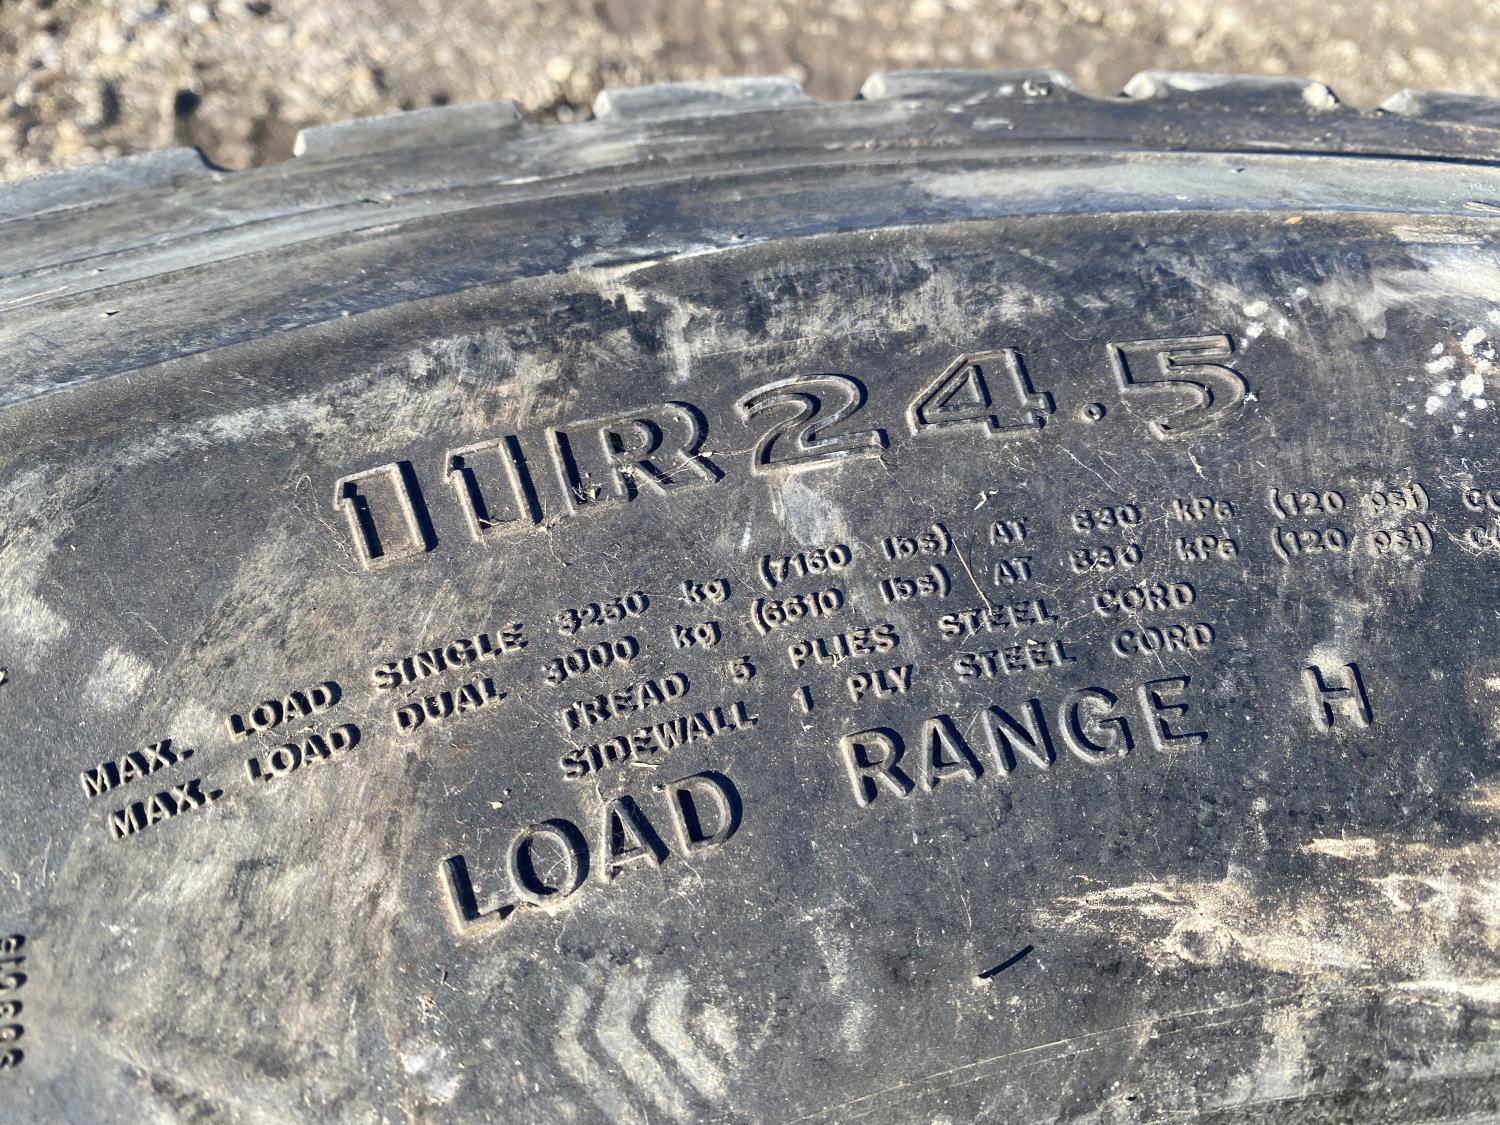 11R24.5
MAX. LOAD SINGLE 3250 kg (7160 lbs) AT 830 kPa (120 psi)
MAX. LOAD DUAL 3000 kg (6610 lbs) AT 830 kPa (120 psi)
TREAD 5 PLIES STEEL CORD
SIDEWALL 1 PLY STEEL CORD
LOAD RANGE H